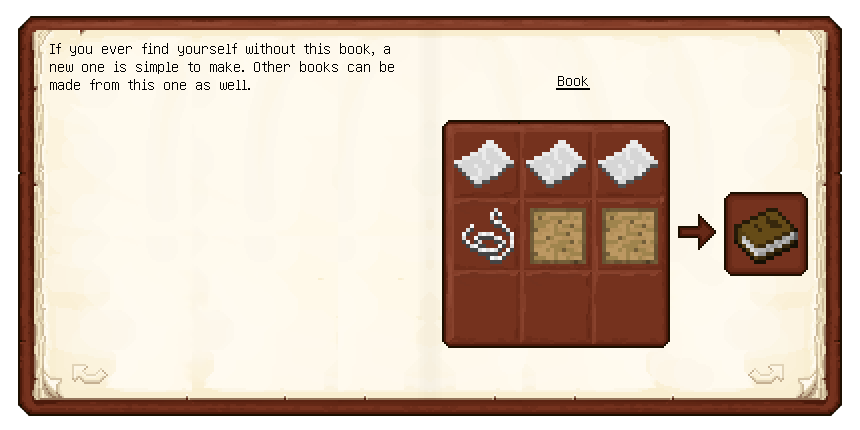 If you ever find yourself without this book, a
new one is simple to make. Other books can be
made from this one as well.
Book